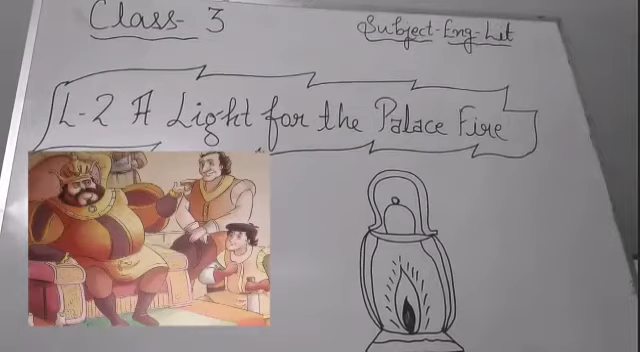 Class- 3
Subject-Eng-Lit
L-2 A Light for the Palace Fire